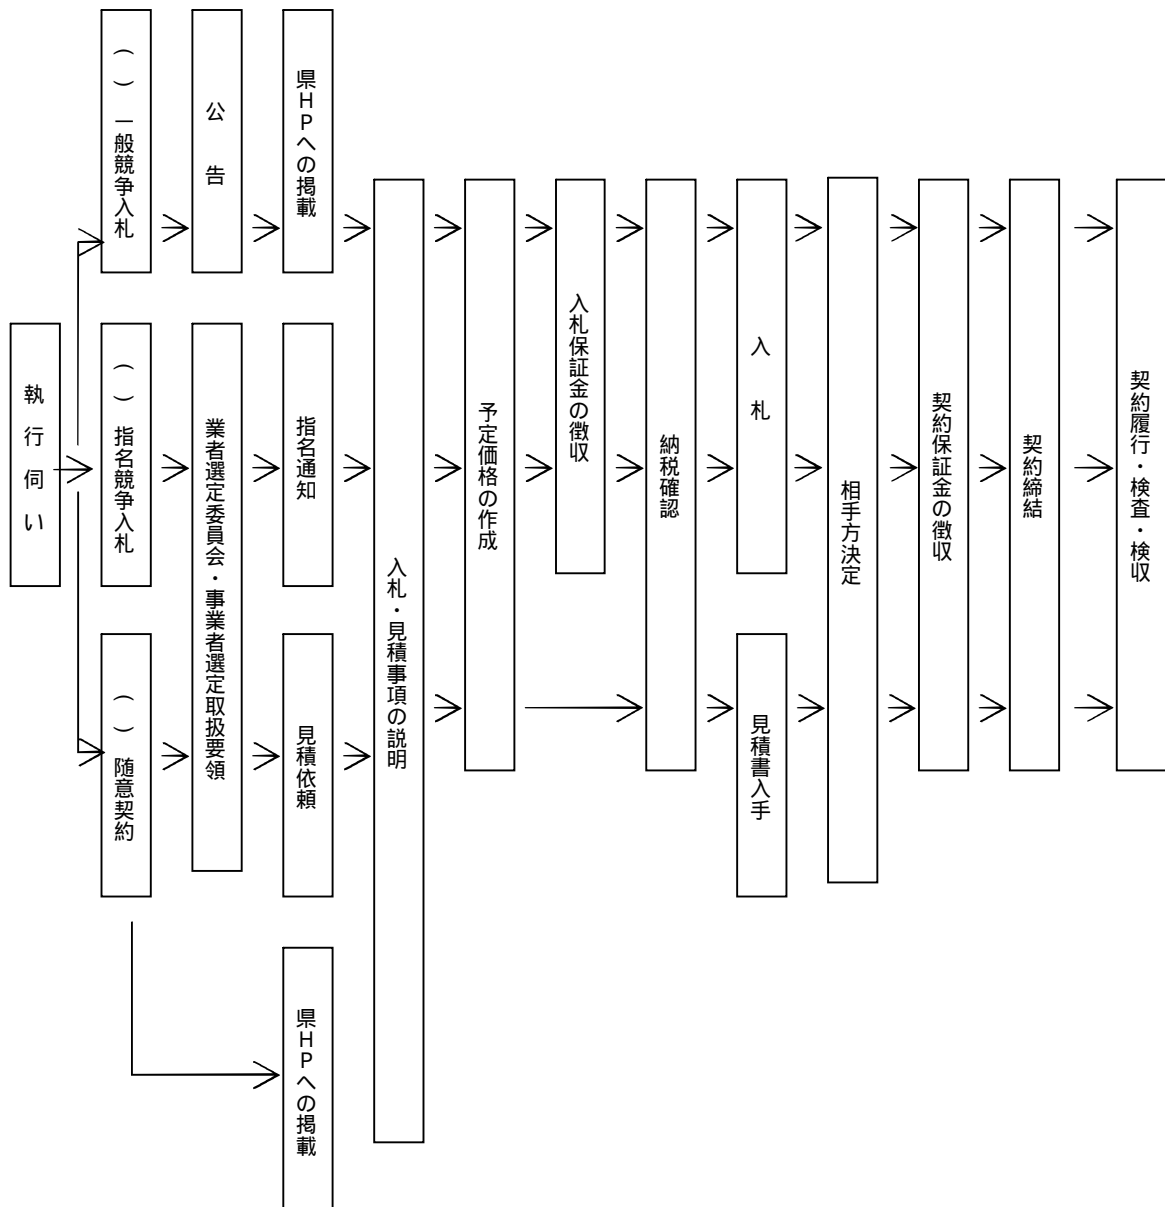 執行伺い
（ ）一般競争入札
（ ）指名競争入札
（ ）随意契約
公告
業者選定委員会・事業者選定取扱要領
県HPへの掲載
指名通知
見積依頼
県HPへの掲載
入札・見積事項の説明
予定価格の作成
入札保証金の徴収
納税確認
入札
見積書入手
相手方決定
契約保証金の徴収
契約締結
契約履行・検査・検収